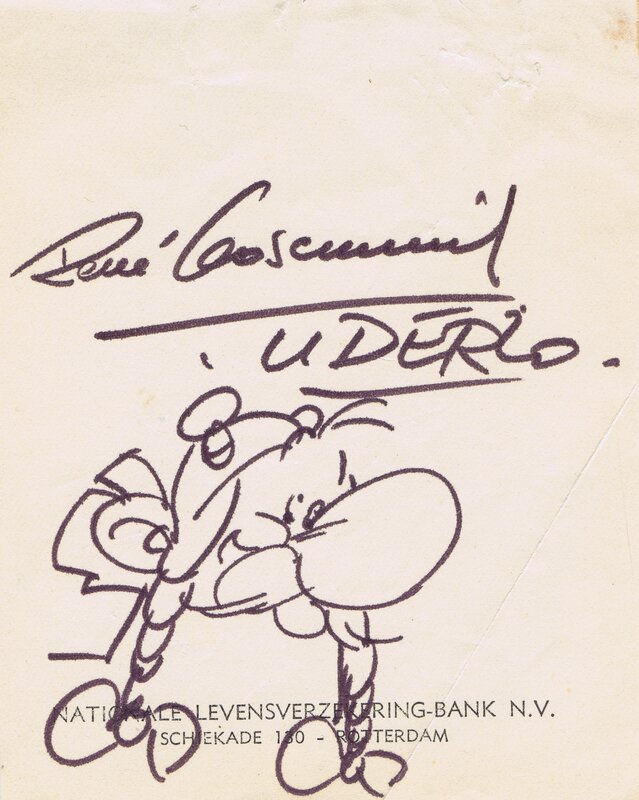 René Goscinny
. UDERZO.
NATIONALE LEVENSVERZEKERING-BANK N.V.
SCHIEKADE 130 - ROTTERDAM